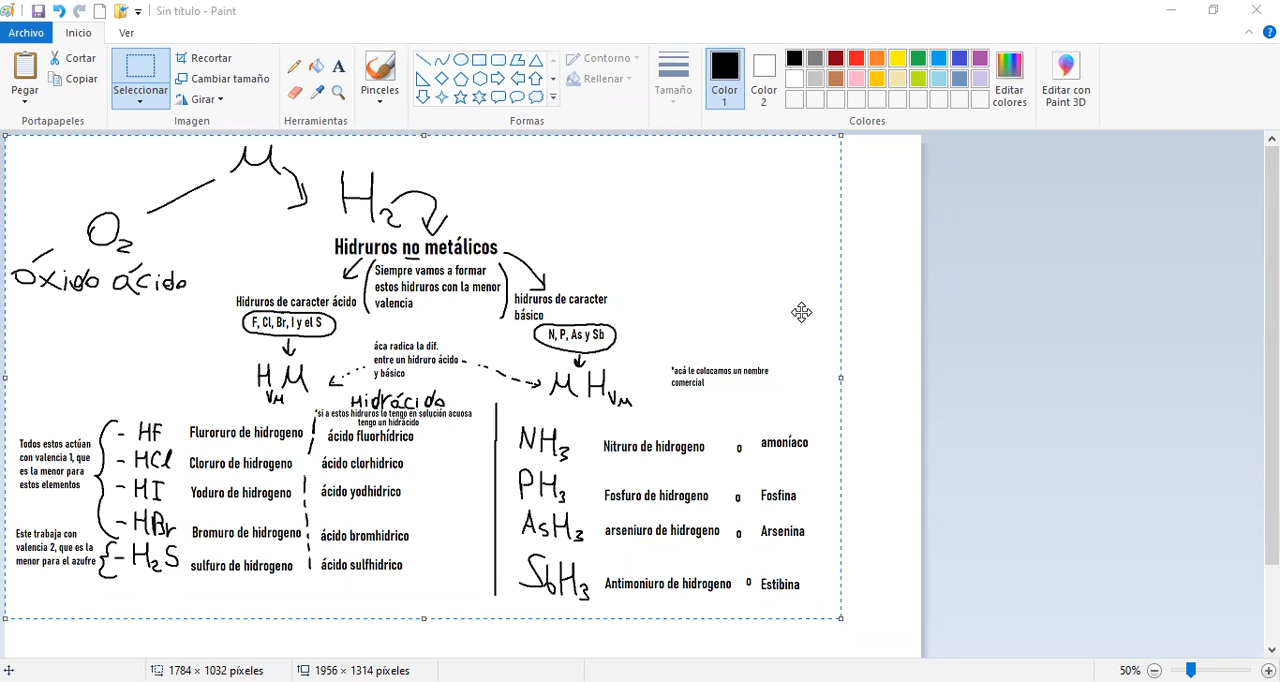 Sin título - Paint
Archivo Inicio Ver
Pegar
Cortar
Copiar
Portapapeles
Seleccionar
Recortar
Cambiar tamaño
Girar
Imagen
A
Herramientas
Pinceles
Contorno
Rellenar
Formas
Tamaño
Color 1
Color 2
Editar colores
Colores
Editar con Paint 3D
M
H2
O2
óxido ácido
Hidruros no metálicos
Siempre vamos a formar
estos hidruros con la menor
valencia
Hidruros de caracter ácido
F, Cl, Br, I y el S
hidruros de caracter
básico
N, P, As y Sb
áca radica la dif.
entre un hidruro ácido
y básico
H M
VM
M H VM
*acá le colocamos un nombre
comercial
Hidrácido
*si a estos hidruros lo tengo en solución acuosa
tengo un hidrácido
Todos estos actúan
con valencia 1, que
es la menor para
estos elementos
- HF Fluroruro de hidrogeno ácido fluorhídrico
- HCl Cloruro de hidrogeno ácido clorhidrico
- HI Yoduro de hidrogeno ácido yodhidrico
- HBr Bromuro de hidrogeno ácido bromhidrico
Este trabaja con
valencia 2, que es la
menor para el azufre
- H2S sulfuro de hidrogeno ácido sulfhidrico
NH3 Nitruro de hidrogeno o amoníaco
PH3 Fosfuro de hidrogeno o Fosfina
AsH3 arseniuro de hidrogeno o Arsenina
SbH3 Antimoniuro de hidrogeno o Estibina
1784 × 1032 píxeles 1956 × 1314 píxeles 50%